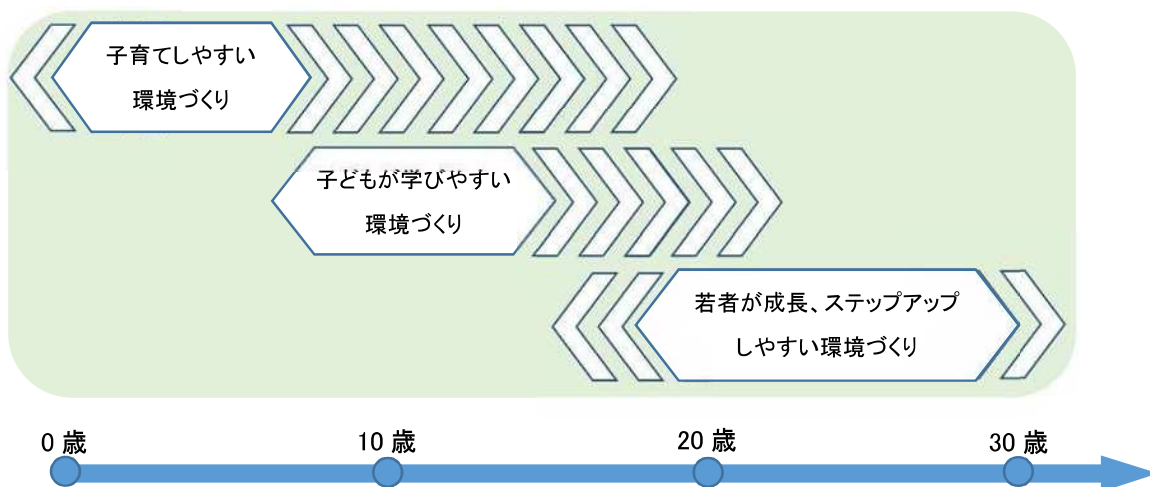 子育てしやすい
環境づくり
子どもが学びやすい
環境づくり
若者が成長、ステップアップ
しやすい環境づくり
0 歳
10 歳
20 歳
30 歳